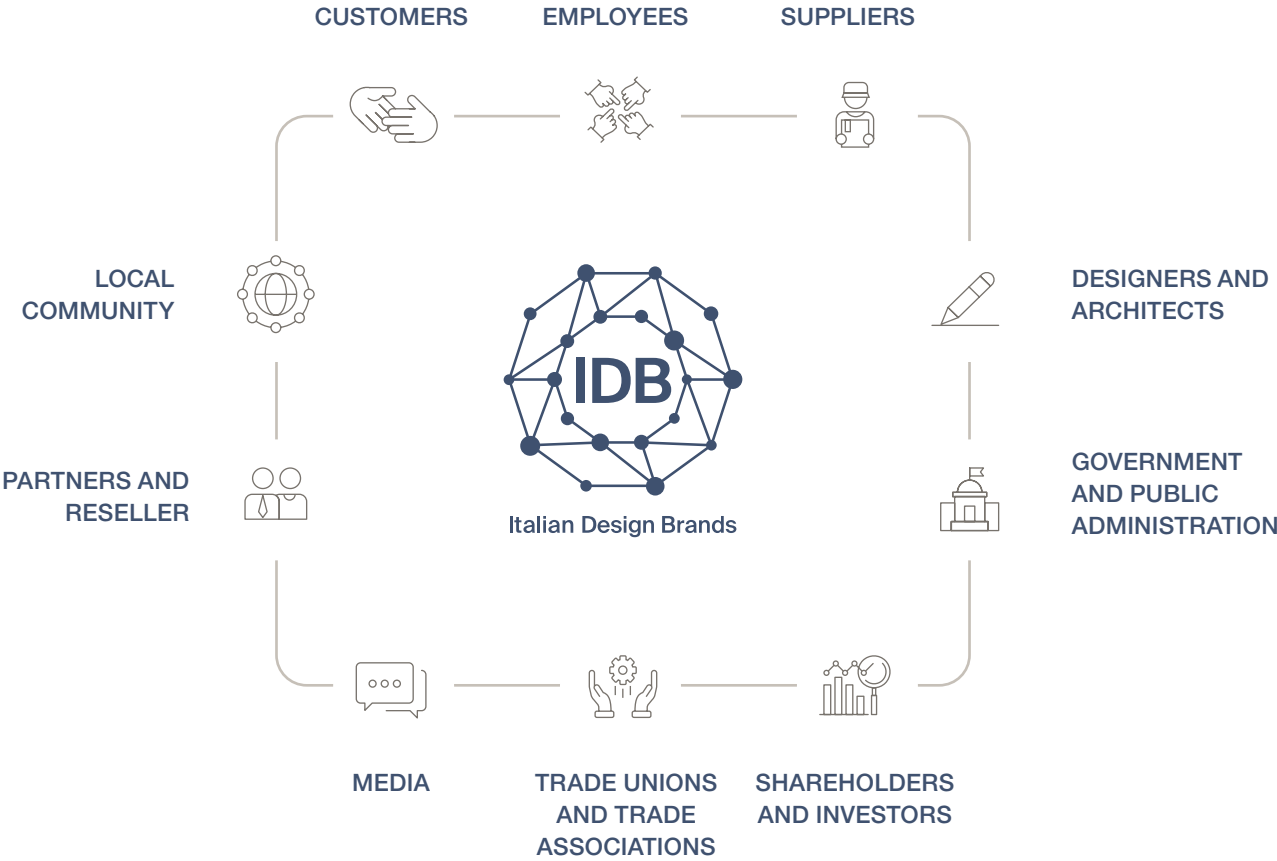 CUSTOMERS
EMPLOYEES
SUPPLIERS
LOCAL
COMMUNITY
DESIGNERS AND
ARCHITECTS
IDB
Italian Design Brands
PARTNERS AND
RESELLER
GOVERNMENT
AND PUBLIC
ADMINISTRATION
MEDIA
TRADE UNIONS
AND TRADE
ASSOCIATIONS
SHAREHOLDERS
AND INVESTORS